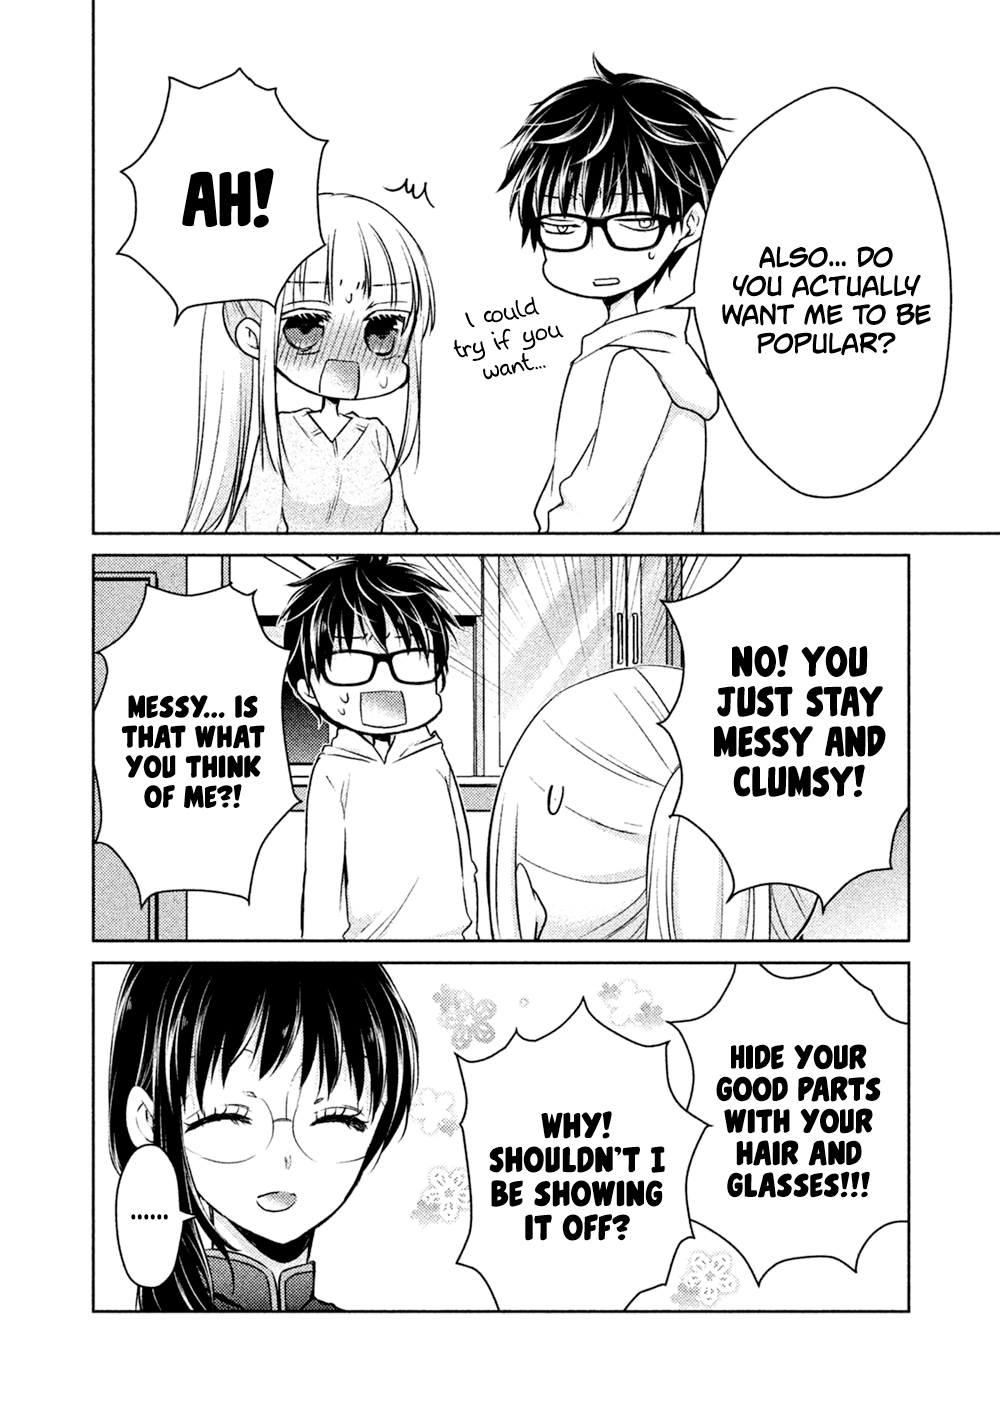 ALSO... DO
YOU ACTUALLY
WANT ME TO BE
POPULAR?
I could
try if you
want...
AH!
NO! YOU
JUST STAY
MESSY AND
CLUMSY!
MESSY... IS
THAT WHAT
YOU THINK
OF ME?!
HIDE YOUR
GOOD PARTS
WITH YOUR
HAIR AND
GLASSES!!!
WHY!
SHOULDN'T I
BE SHOWING
IT OFF?
......